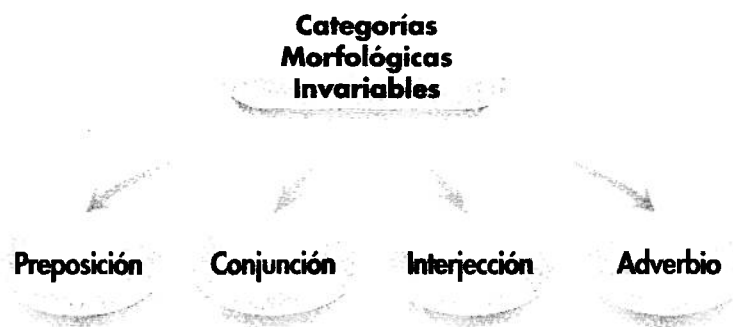 Categorías
Morfológicas
Invariables
Preposición
Conjunción
Interjección
Adverbio